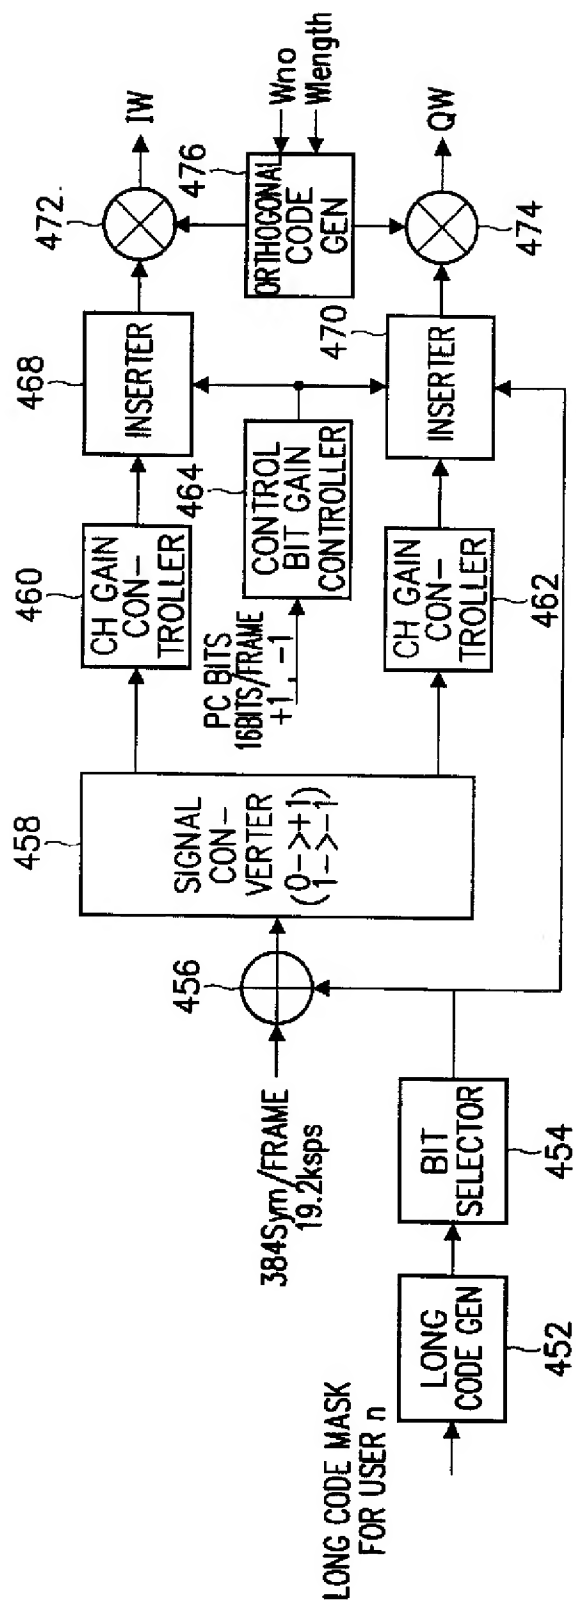 LONG CODE MASK
FOR USER n
LONG
CODE GEN
452
BIT
SELECTOR
454
384Sym/FRAME
19.2ksps
456
458
SIGNAL
CON-
VERTER
(0->+1)
(1->-1)
460
CH GAIN
CON-
TROLLER
PC BITS
16BITS/FRAME
+1, -1
464
CONTROL
BIT GAIN
CONTROLLER
CH GAIN
CON-
TROLLER
462
468
INSERTER
470
INSERTER
472
IW
476
ORTHOGONAL
CODE
GEN
Wno
Wlength
QW
474